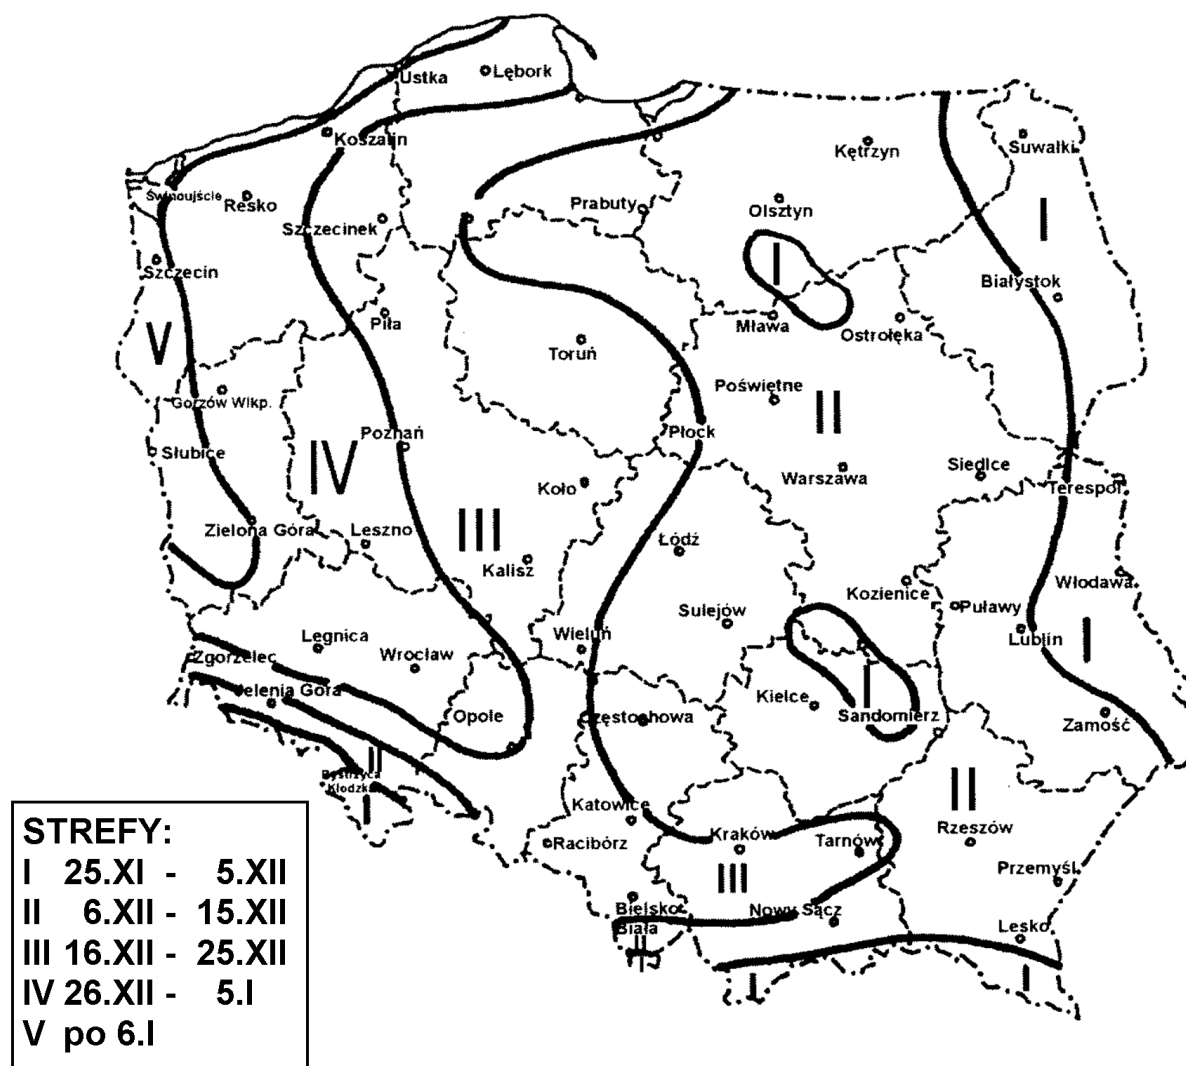 Ustka
Lębork
Koszalin
Kętrzyn
Suwałki
Świnoujście
Resko
Prabuty
Olsztyn
I
Szczecinek
I
Szczecin
Białystok
V
Piła
Mława
Ostrołęka
Toruń
Gorzów Wlkp.
Poświętne
II
Słubice
Poznań
Płock
IV
Warszawa
Siedlce
Koło
Terespol
Zielona Góra
Leszno
III
Łódź
Kalisz
Kozienice
Włodawa
Puławy
Sulejów
Legnica
Wieluń
Lublin
I
Zgorzelec
Wrocław
Jelenia Góra
Kielce
I
Opole
Częstochowa
Sandomierz
Zamość
II
Bystrzyca
Kłodzka
I
II
Katowice
Kraków
Tarnów
Rzeszów
Racibórz
Przemyśl
III
Bielsko
Biała
Nowy Sącz
Lesko
II
I
I
STREFY:
I 25.XI - 5.XII
II 6.XII - 15.XII
III 16.XII - 25.XII
IV 26.XII - 5.I
V po 6.I